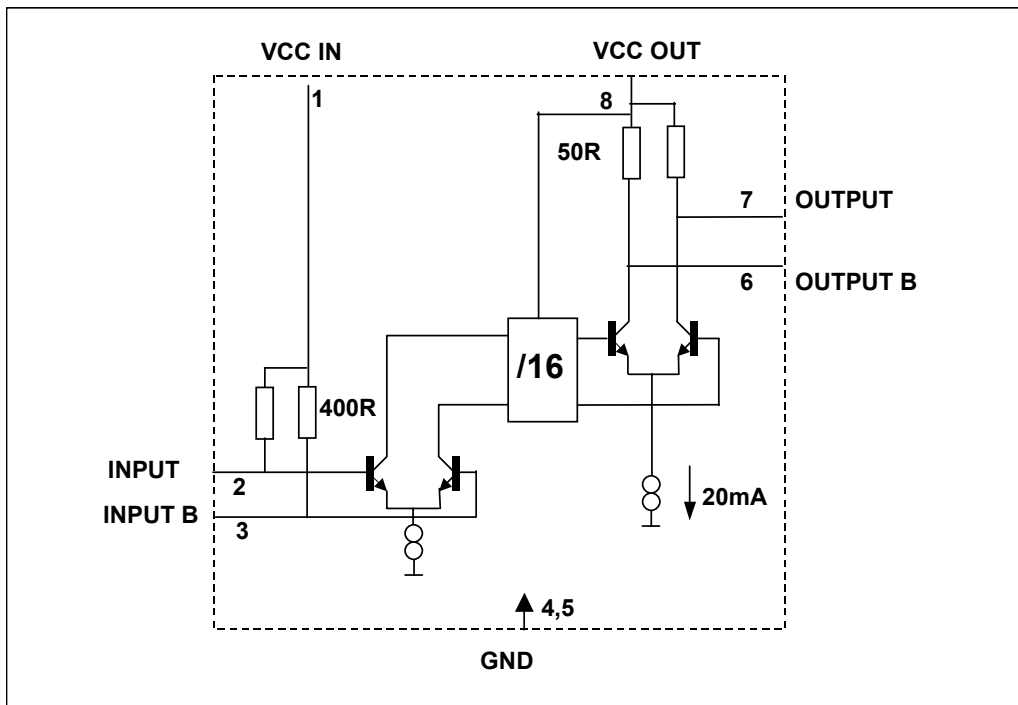 VCC IN
VCC OUT
1
8
50R
7
OUTPUT
6
OUTPUT B
/16
400R
INPUT
2
INPUT B
3
20mA
4,5
GND